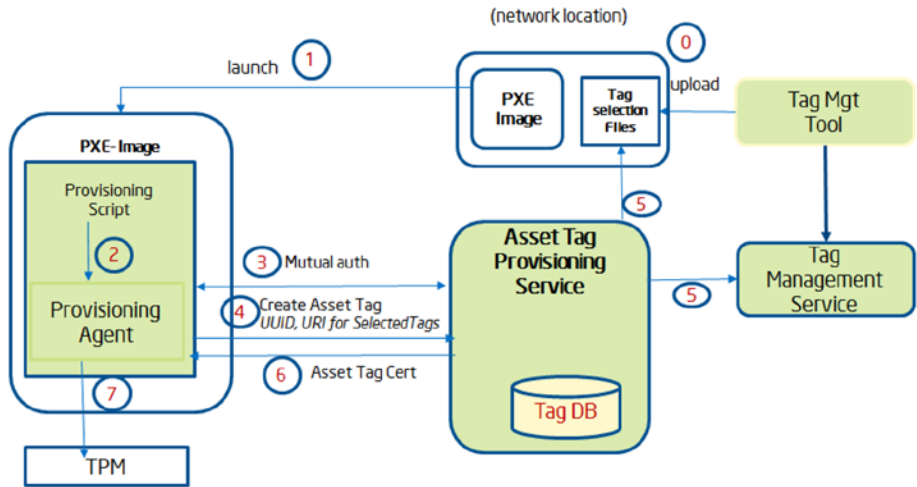 (network location)
0
1
launch
upload
PXE
Image
Tag
selection
Files
Tag Mgt
Tool
PXE- Image
Provisioning
Script
2
5
Asset Tag
Provisioning
Service
3
Mutual auth
5
Tag
Management
Service
4
Create Asset Tag
UUID, URI for SelectedTags
Provisioning
Agent
6
Asset Tag Cert
7
Tag DB
TPM